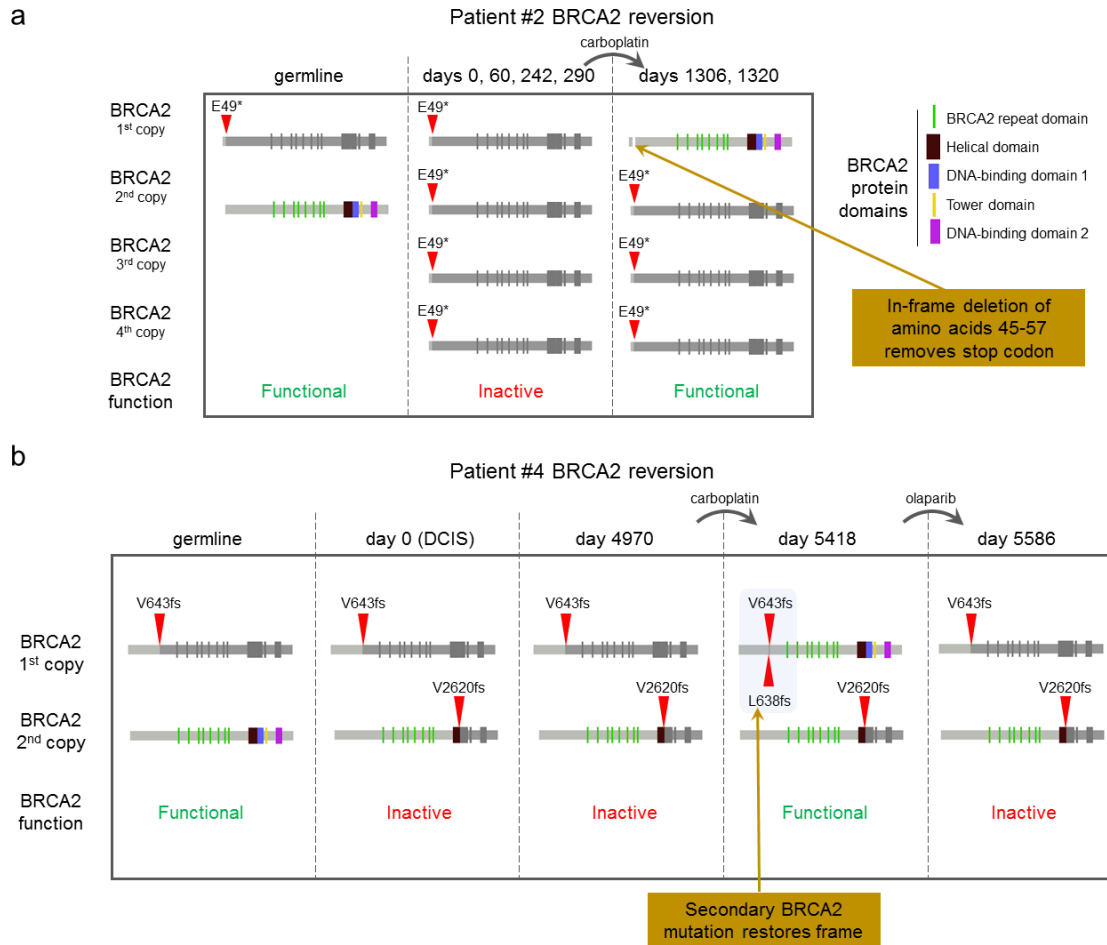 a
Patient #2 BRCA2 reversion
carboplatin
germline
days 0, 60, 242, 290
days 1306, 1320
BRCA2
1st copy
E49*
E49*
BRCA2
2nd copy
E49*
E49*
BRCA2
3rd copy
E49*
E49*
BRCA2
4th copy
E49*
E49*
BRCA2
function
Functional
Inactive
Functional
BRCA2
protein
domains
BRCA2 repeat domain
Helical domain
DNA-binding domain 1
Tower domain
DNA-binding domain 2
In-frame deletion of
amino acids 45-57
removes stop codon
b
Patient #4 BRCA2 reversion
carboplatin
olaparib
germline
day 0 (DCIS)
day 4970
day 5418
day 5586
BRCA2
1st copy
V643fs
V643fs
V643fs
V643fs
V643fs
L638fs
BRCA2
2nd copy
V2620fs
V2620fs
V2620fs
V2620fs
BRCA2
function
Functional
Inactive
Inactive
Functional
Inactive
Secondary BRCA2
mutation restores frame